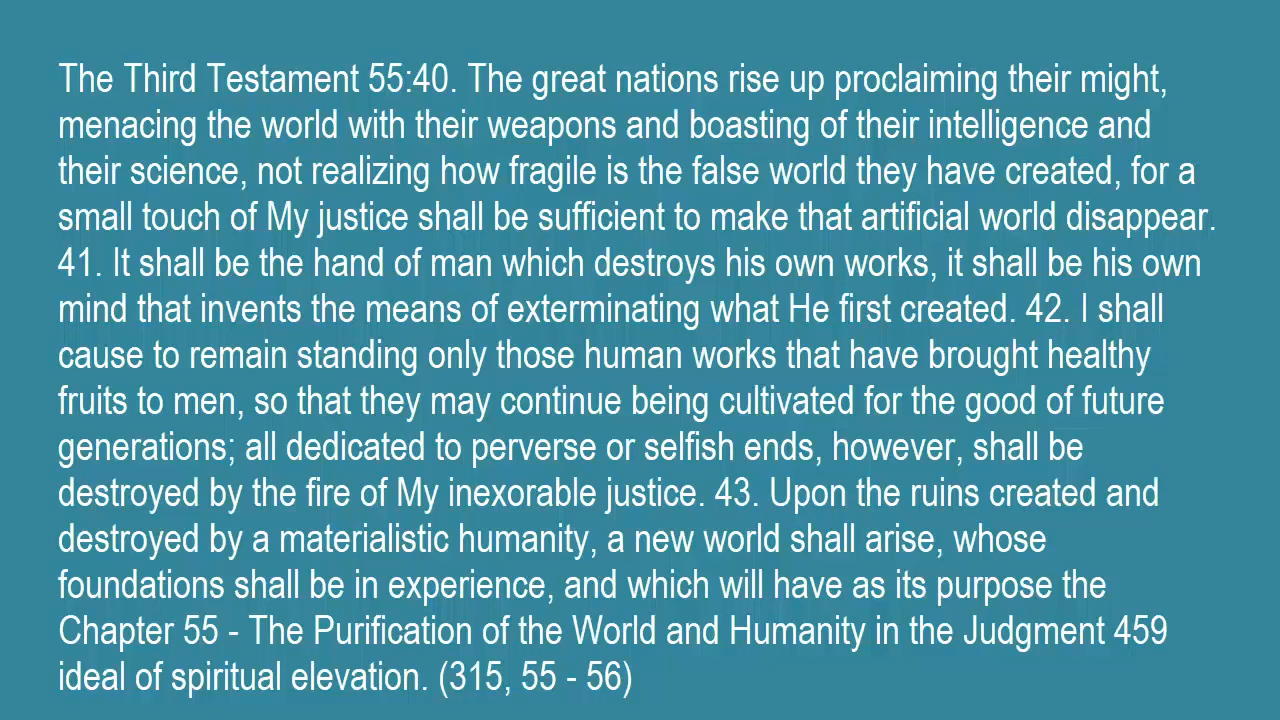 The Third Testament 55:40. The great nations rise up proclaiming their might,
menacing the world with their weapons and boasting of their intelligence and
their science, not realizing how fragile is the false world they have created, for a
small touch of My justice shall be sufficient to make that artificial world disappear.
41. It shall be the hand of man which destroys his own works, it shall be his own
mind that invents the means of exterminating what He first created. 42. I shall
cause to remain standing only those human works that have brought healthy
fruits to men, so that they may continue being cultivated for the good of future
generations; all dedicated to perverse or selfish ends, however, shall be
destroyed by the fire of My inexorable justice. 43. Upon the ruins created and
destroyed by a materialistic humanity, a new world shall arise, whose
foundations shall be in experience, and which will have as its purpose the
Chapter 55 - The Purification of the World and Humanity in the Judgment 459
ideal of spiritual elevation. (315, 55 - 56)